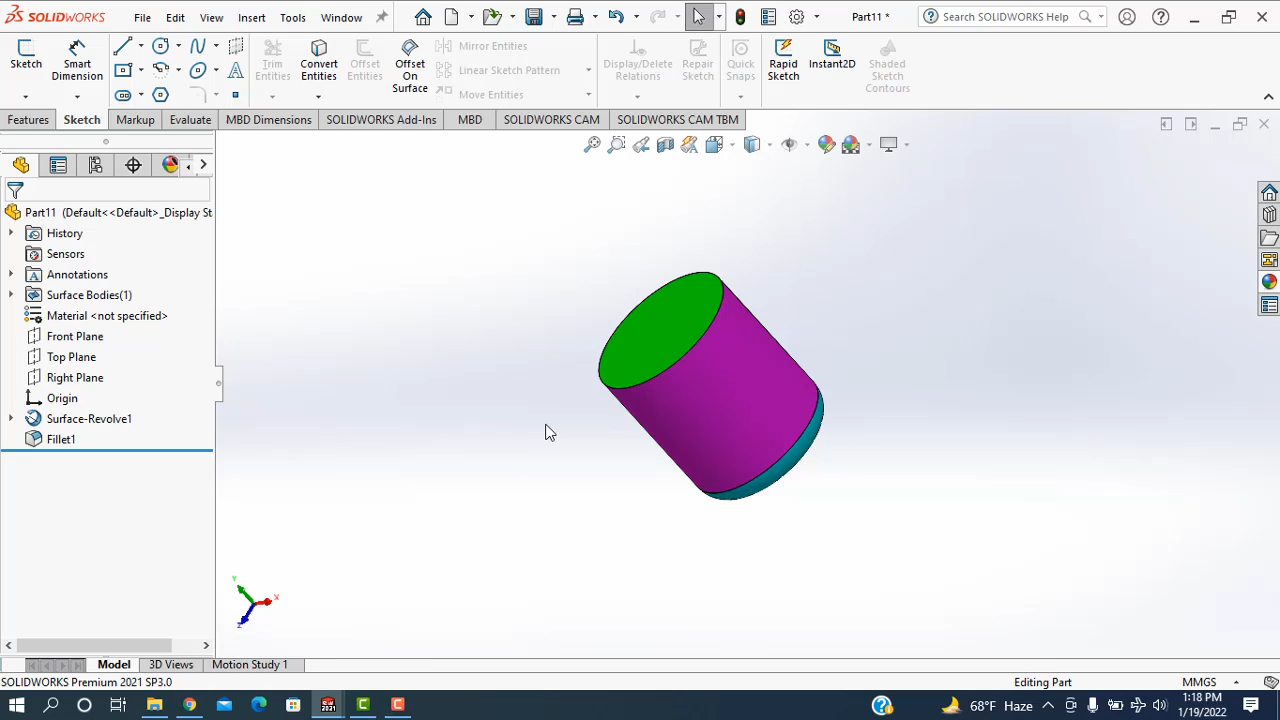 SOLIDWORKS File Edit View Insert Tools Window Part11 * Search SOLIDWORKS Help
Sketch Smart Dimension Trim Entities Convert Entities Offset Entities Offset On Surface Mirror Entities Linear Sketch Pattern Move Entities Display/Delete Relations Repair Sketch Quick Snaps Rapid Sketch Instant2D Shaded Sketch Contours
Features Sketch Markup Evaluate MBD Dimensions SOLIDWORKS Add-Ins MBD SOLIDWORKS CAM SOLIDWORKS CAM TBM
Part11 (Default<<Default>_Display St
History
Sensors
Annotations
Surface Bodies(1)
Material <not specified>
Front Plane
Top Plane
Right Plane
Origin
Surface-Revolve1
Fillet1
Y
X
Z
Model 3D Views Motion Study 1
SOLIDWORKS Premium 2021 SP3.0 Editing Part MMGS
68°F Haze 1:18 PM
1/19/2022